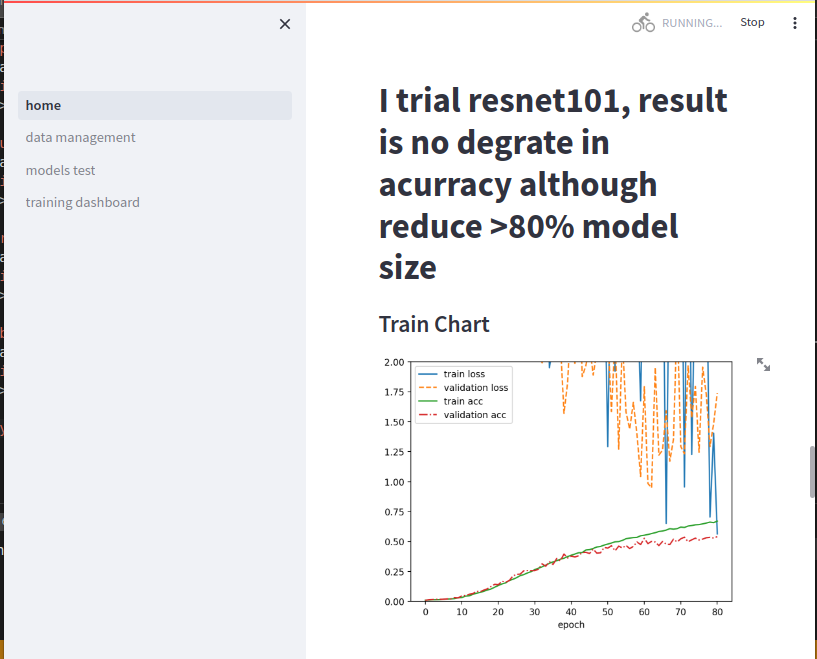 RUNNING...
Stop
home
data management
models test
training dashboard
I trial resnet101, result
is no degrate in
acurracy although
reduce >80% model
size
Train Chart
2.00
1.75
1.50
1.25
1.00
0.75
0.50
0.25
0.00
train loss
validation loss
train acc
validation acc
0 10 20 30 40 50 60 70 80
epoch